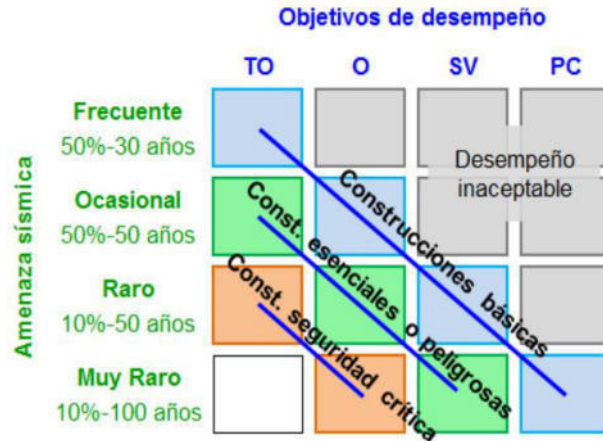 Objetivos de desempeño
TO O SV PC
Amenaza sísmica
Frecuente
50%-30 años
Ocasional
50%-50 años
Raro
10%-50 años
Muy Raro
10%-100 años
Desempeño
inaceptable
Construcciones básicas
Const. esenciales o peligrosas
Const. seguridad crítica